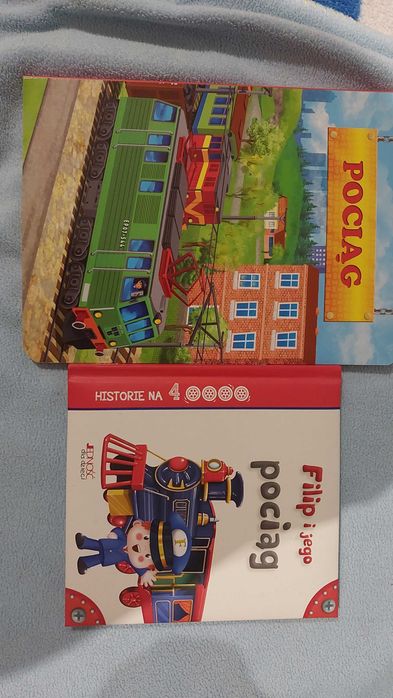 POCIĄG
HISTORIE NA 4
Filip i jego
pociąg
JEDNOŚĆ
dla dzieci
F